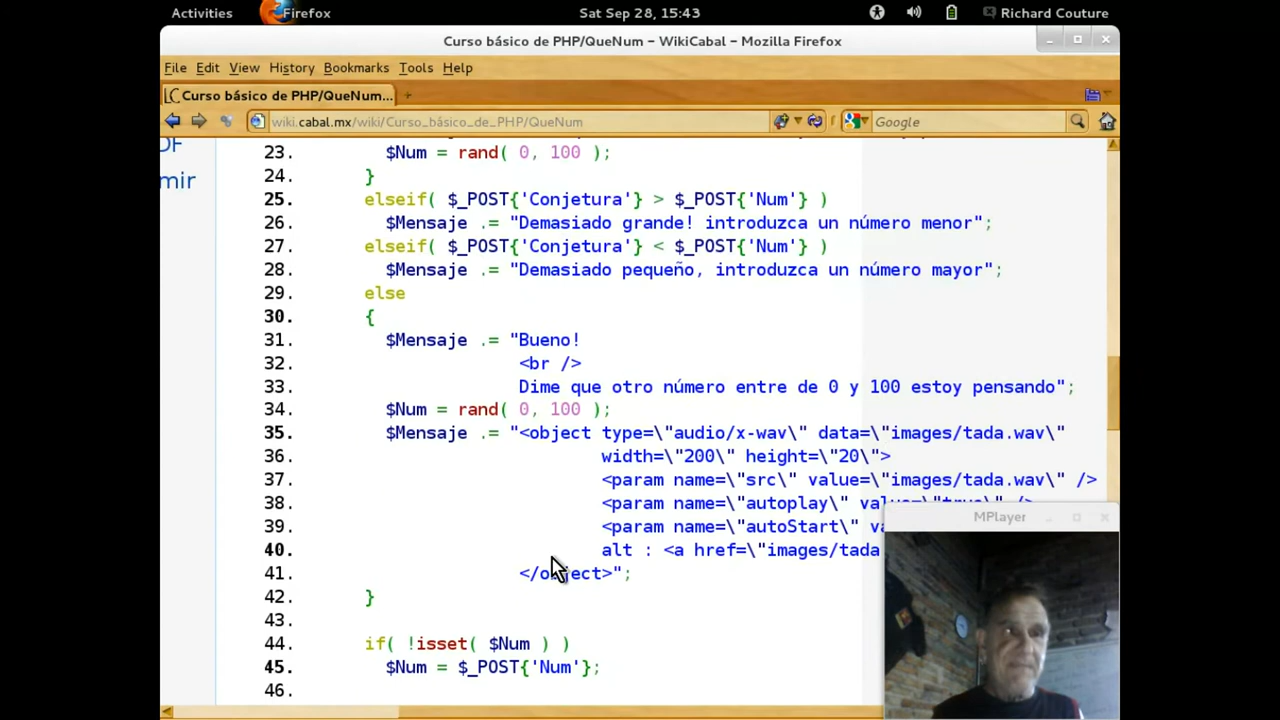 Activities Firefox Sat Sep 28, 15:43 Richard Couture
Curso básico de PHP/QueNum – WikiCabal – Mozilla Firefox
File Edit View History Bookmarks Tools Help
Curso básico de PHP/QueNum...
wiki.cabal.mx/wiki/Curso_básico_de_PHP/QueNum Google
mir
23. $Num = rand( 0, 100 );
24. }
25. elseif( $_POST{'Conjetura'} > $_POST{'Num'} )
26. $Mensaje .= "Demasiado grande! introduzca un número menor";
27. elseif( $_POST{'Conjetura'} < $_POST{'Num'} )
28. $Mensaje .= "Demasiado pequeño, introduzca un número mayor";
29. else
30. {
31. $Mensaje .= "Bueno!
32. <br />
33. Dime que otro número entre de 0 y 100 estoy pensando";
34. $Num = rand( 0, 100 );
35. $Mensaje .= "<object type=\"audio/x-wav\" data=\"images/tada.wav\"
36. width=\"200\" height=\"20\">
37. <param name=\"src\" value=\"images/tada.wav\" />
38. <param name=\"autoplay\" value=\"true\" />
39. <param name=\"autoStart\" va
40. alt : <a href=\"images/tada
41. </object>";
42. }
43.
44. if( !isset( $Num ) )
45. $Num = $_POST{'Num'};
46.
MPlayer